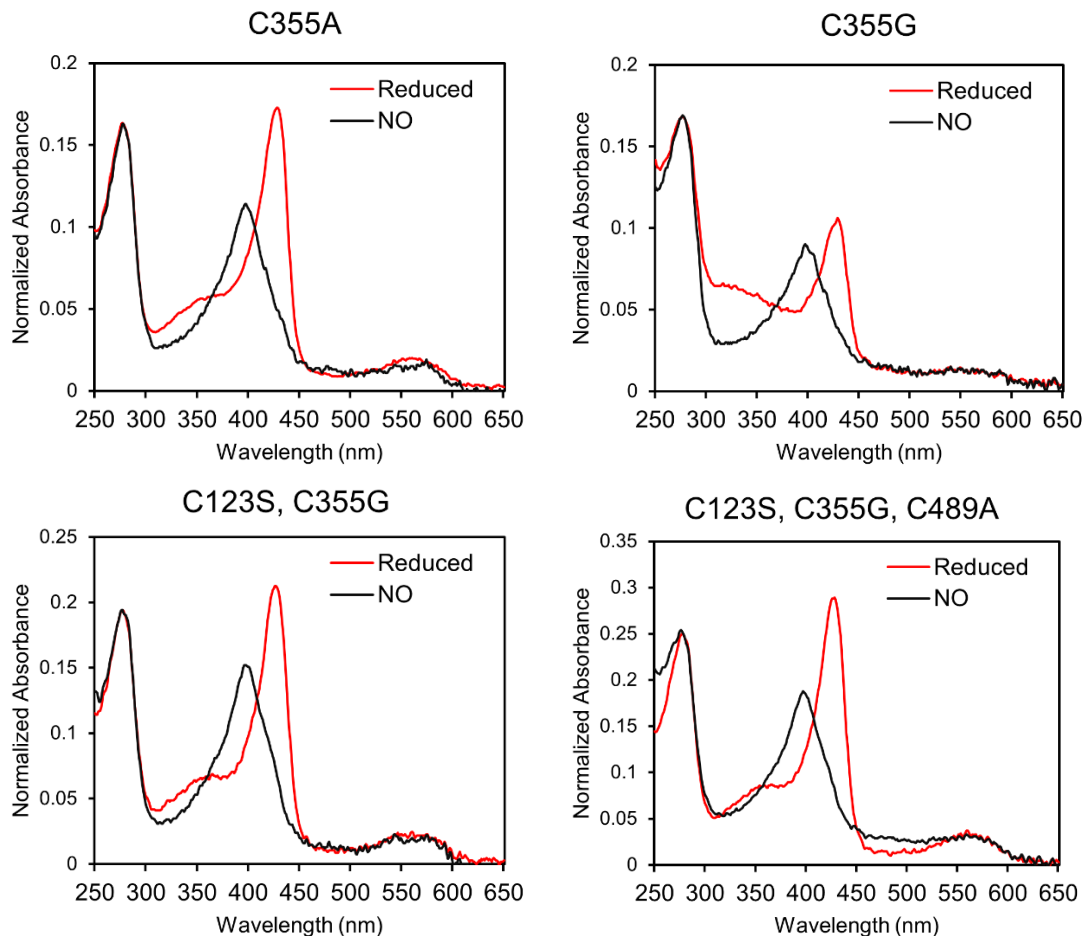 C355A
0.2
0.15
0.1
0.05
0
Normalized Absorbance
Reduced
NO
250 300 350 400 450 500 550 600 650
Wavelength (nm)
C355G
0.2
0.15
0.1
0.05
0
Normalized Absorbance
Reduced
NO
250 300 350 400 450 500 550 600 650
Wavelength (nm)
C123S, C355G
0.25
0.2
0.15
0.1
0.05
0
Normalized Absorbance
Reduced
NO
250 300 350 400 450 500 550 600 650
Wavelength (nm)
C123S, C355G, C489A
0.35
0.3
0.25
0.2
0.15
0.1
0.05
0
Normalized Absorbance
Reduced
NO
250 300 350 400 450 500 550 600 650
Wavelength (nm)